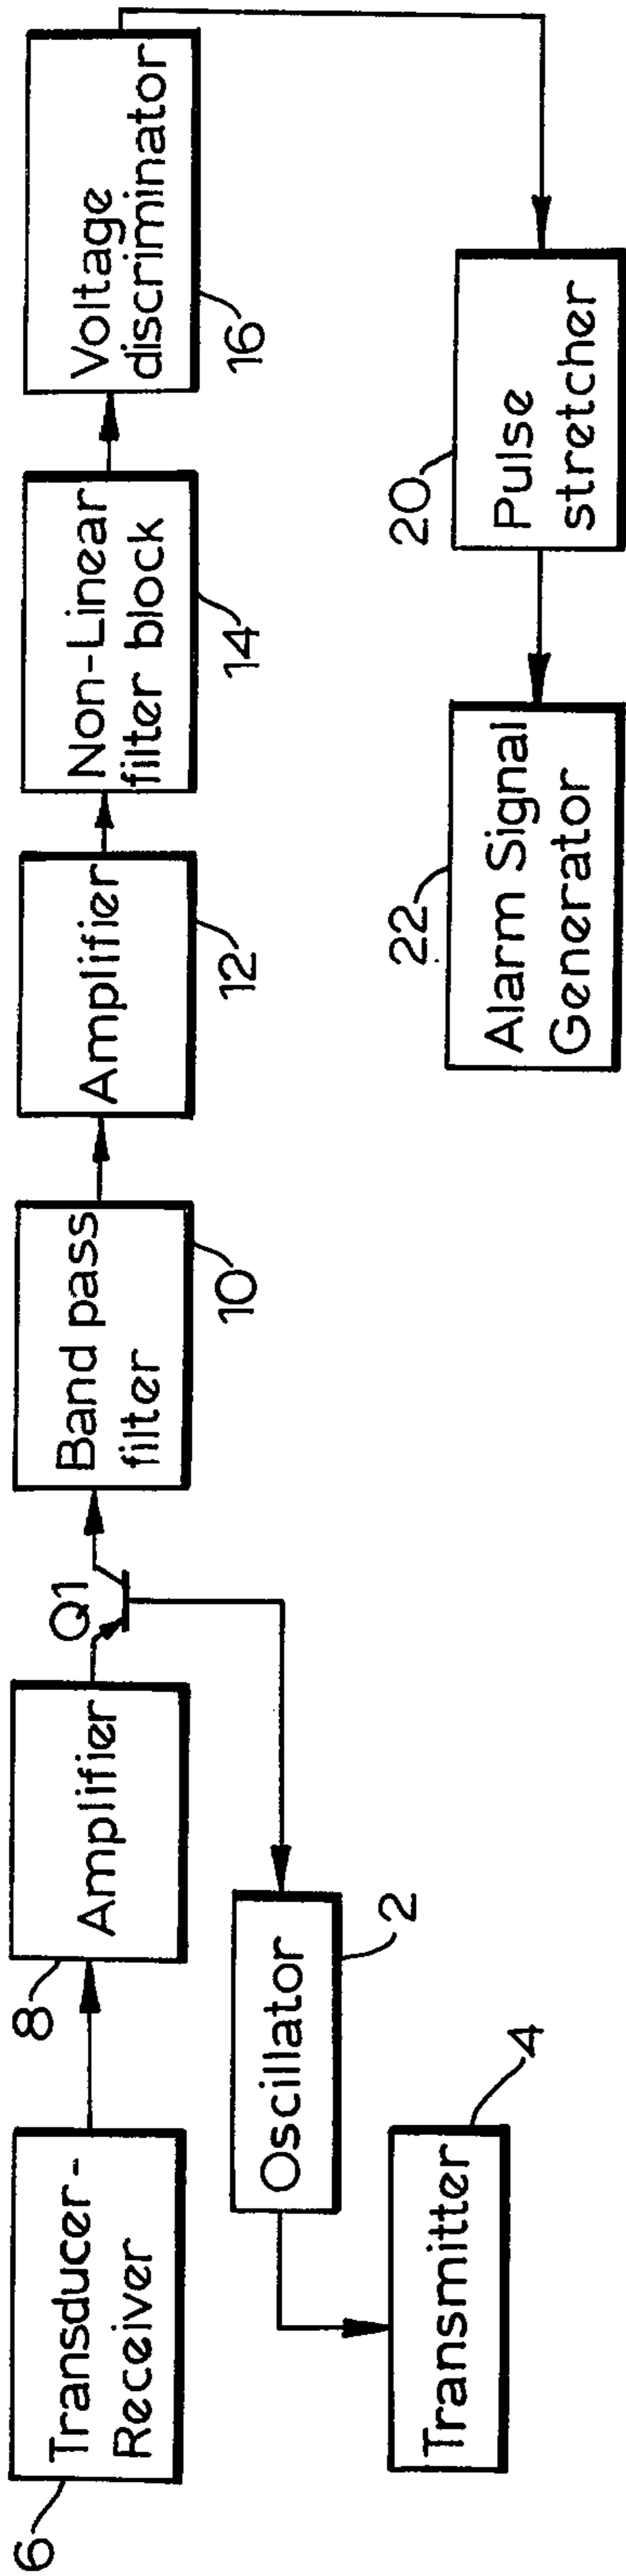 6
Transducer-
Receiver
8
Amplifier
Q1
Band pass
filter
10
Amplifier
12
Non-Linear
filter block
14
Voltage
discriminator
16
Oscillator
2
Transmitter
4
20
Pulse
stretcher
22
Alarm Signal
Generator